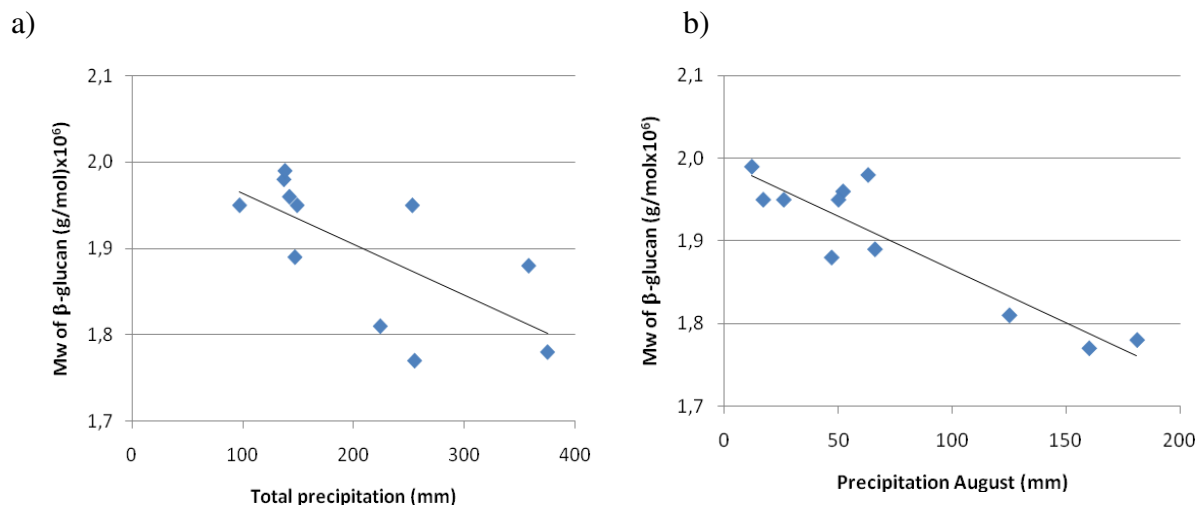 a)
2,1
2,0
1,9
1,8
1,7
Mw of β-glucan (g/mol)x10⁶)
0 100 200 300 400
Total precipitation (mm)
b)
2,1
2,0
1,9
1,8
1,7
Mw of β-glucan (g/molx10⁶)
0 50 100 150 200
Precipitation August (mm)